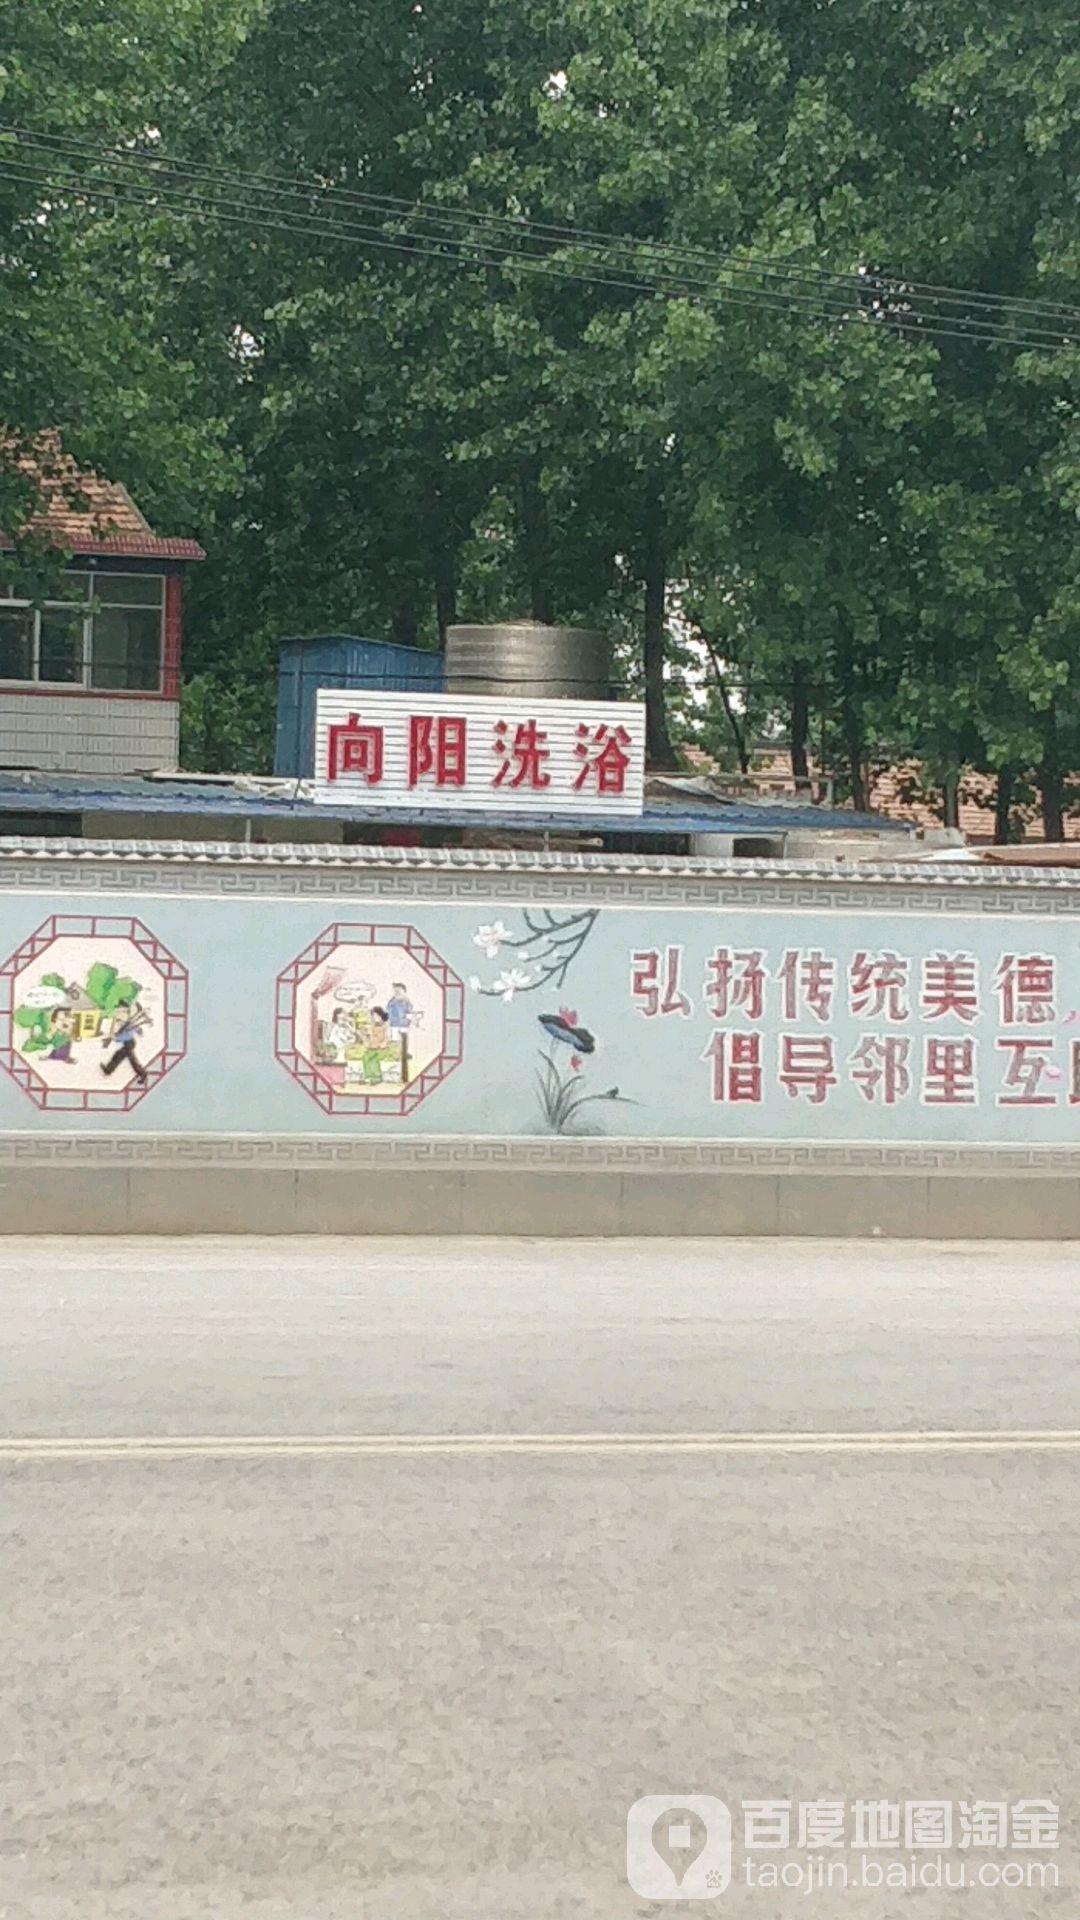 向阳洗浴
弘扬传统美德，
倡导邻里互
百度地图淘金
taojin.baidu.com